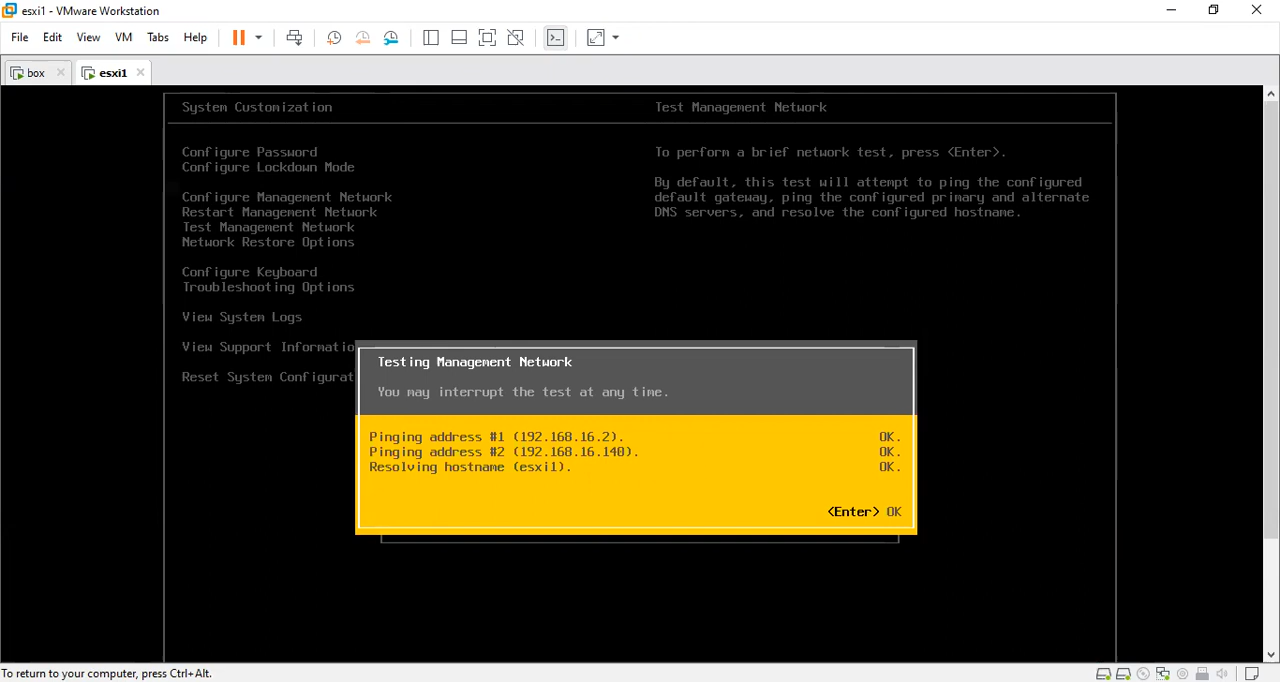 esxi1 - VMware Workstation
File Edit View VM Tabs Help
box esxi1
System Customization Test Management Network
Configure Password To perform a brief network test, press <Enter>.
Configure Lockdown Mode
By default, this test will attempt to ping the configured
Configure Management Network default gateway, ping the configured primary and alternate
Restart Management Network DNS servers, and resolve the configured hostname.
Test Management Network
Network Restore Options
Configure Keyboard
Troubleshooting Options
View System Logs
View Support Informatio
Reset System Configurat
Testing Management Network
You may interrupt the test at any time.
Pinging address #1 (192.168.16.2). OK.
Pinging address #2 (192.168.16.140). OK.
Resolving hostname (esxi1). OK.
<Enter> OK
To return to your computer, press Ctrl+Alt.